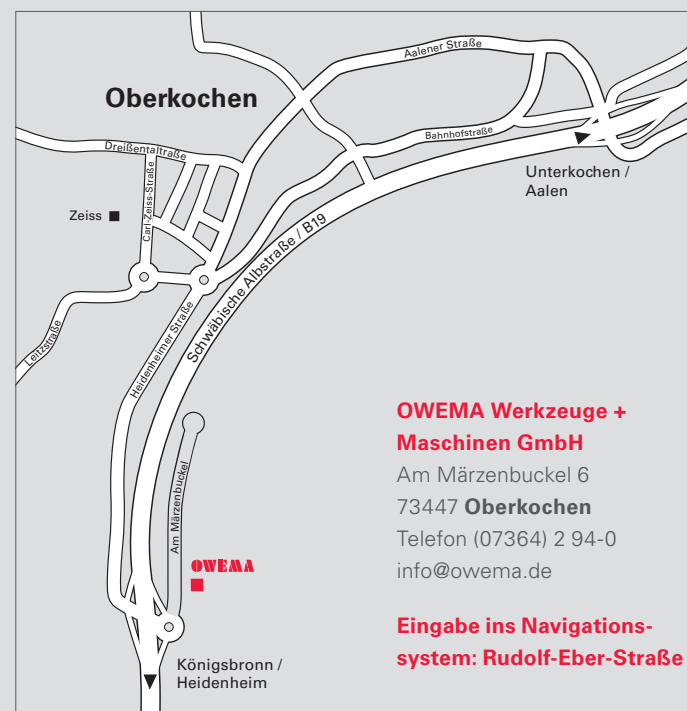 Aalener Straße
Oberkochen
Bahnhofstraße
Dreißentaltraße
Unterkochen /
Aalen
Carl-Zeiss-Straße
Zeiss
Schwäbische Albstraße / B19
Leitzstraße
Heidenheimer Straße
Am Märzenbuckel
OWEMA
Königsbronn /
Heidenheim
OWEMA Werkzeuge +
Maschinen GmbH
Am Märzenbuckel 6
73447 Oberkochen
Telefon (07364) 2 94-0
info@owema.de
Eingabe ins Navigations-
system: Rudolf-Eber-Straße